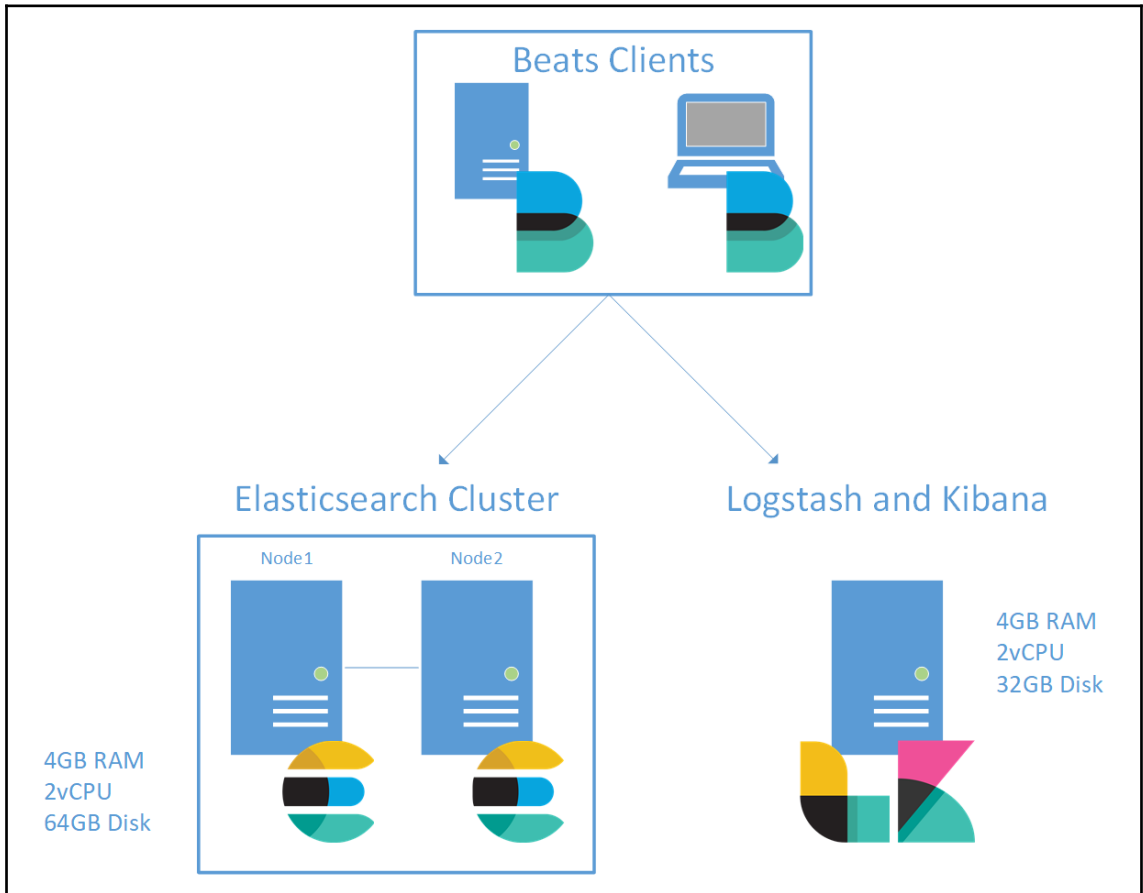 Beats Clients
Elasticsearch Cluster
Logstash and Kibana
Node1
Node2
4GB RAM
2vCPU
32GB Disk
4GB RAM
2vCPU
64GB Disk